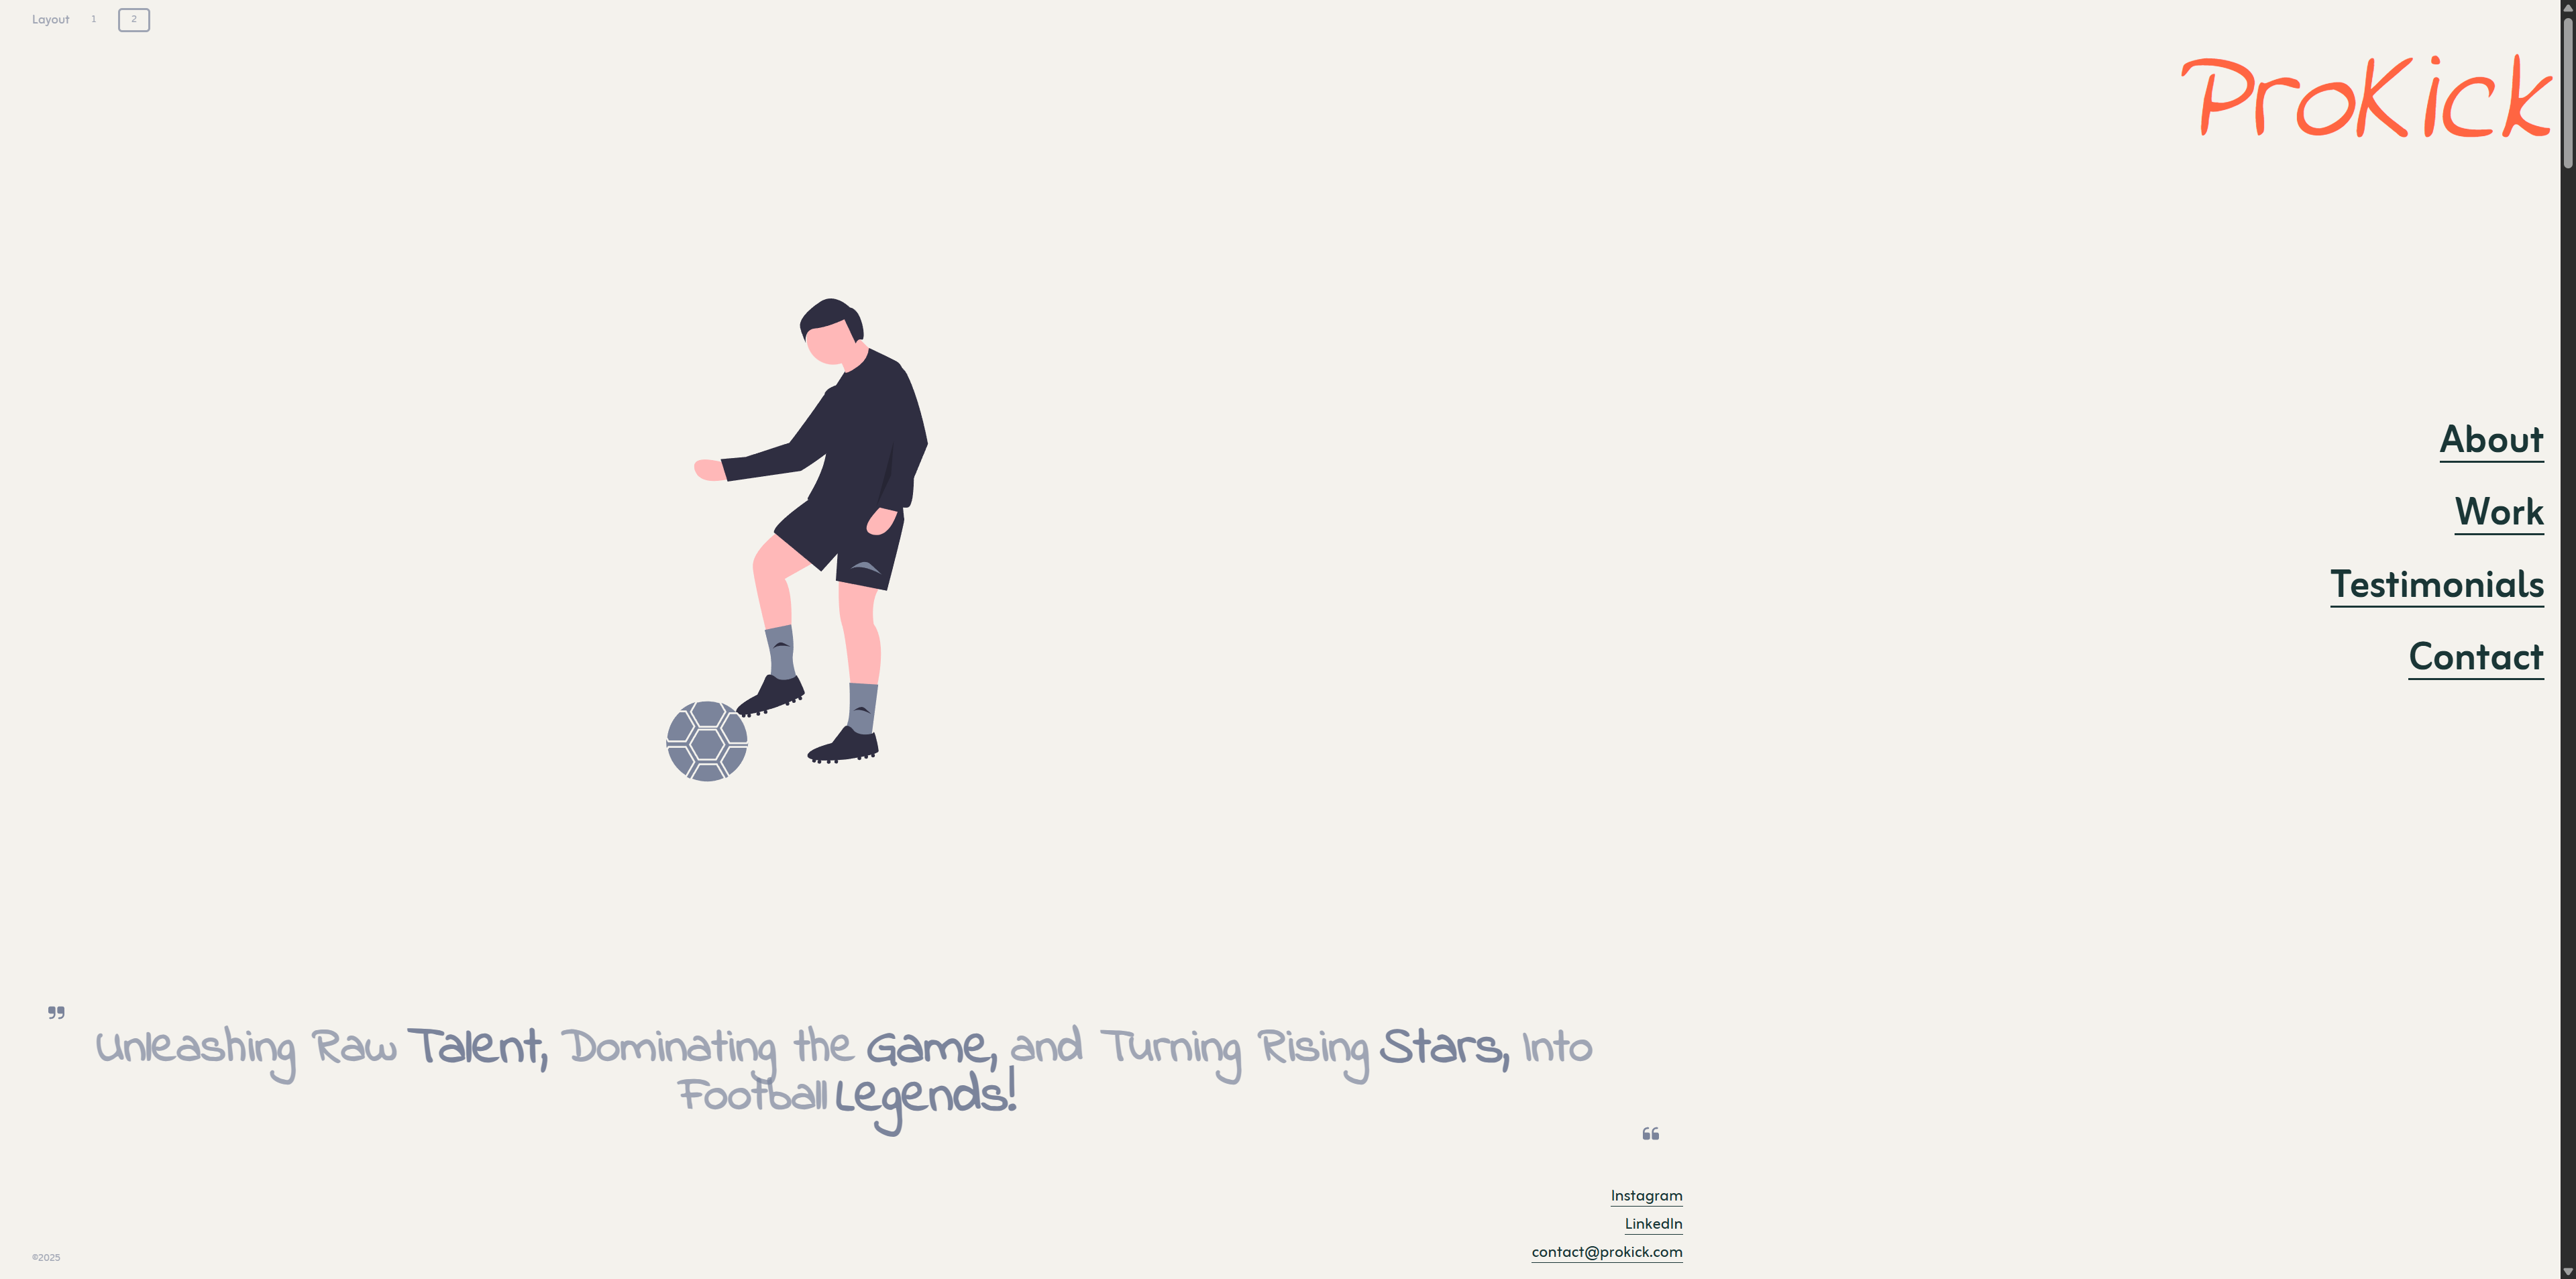 Layout 1 2
ProKick
About
Work
Testimonials
Contact
”
Unleashing Raw Talent, Dominating the Game, and Turning Rising Stars, Into
Football Legends!
“
Instagram
LinkedIn
contact@prokick.com
©2025